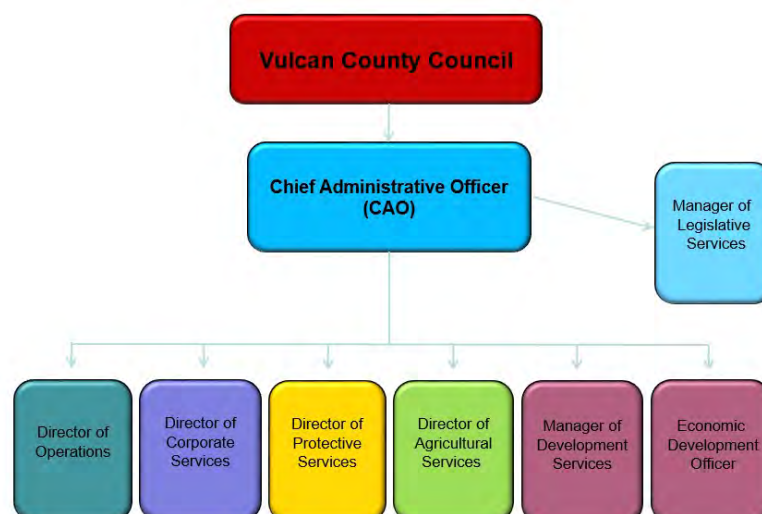 Vulcan County Council
Chief Administrative Officer
(CAO)
Manager of
Legislative
Services
Director of
Operations
Director of
Corporate
Services
Director of
Protective
Services
Director of
Agricultural
Services
Manager of
Development
Services
Economic
Development
Officer